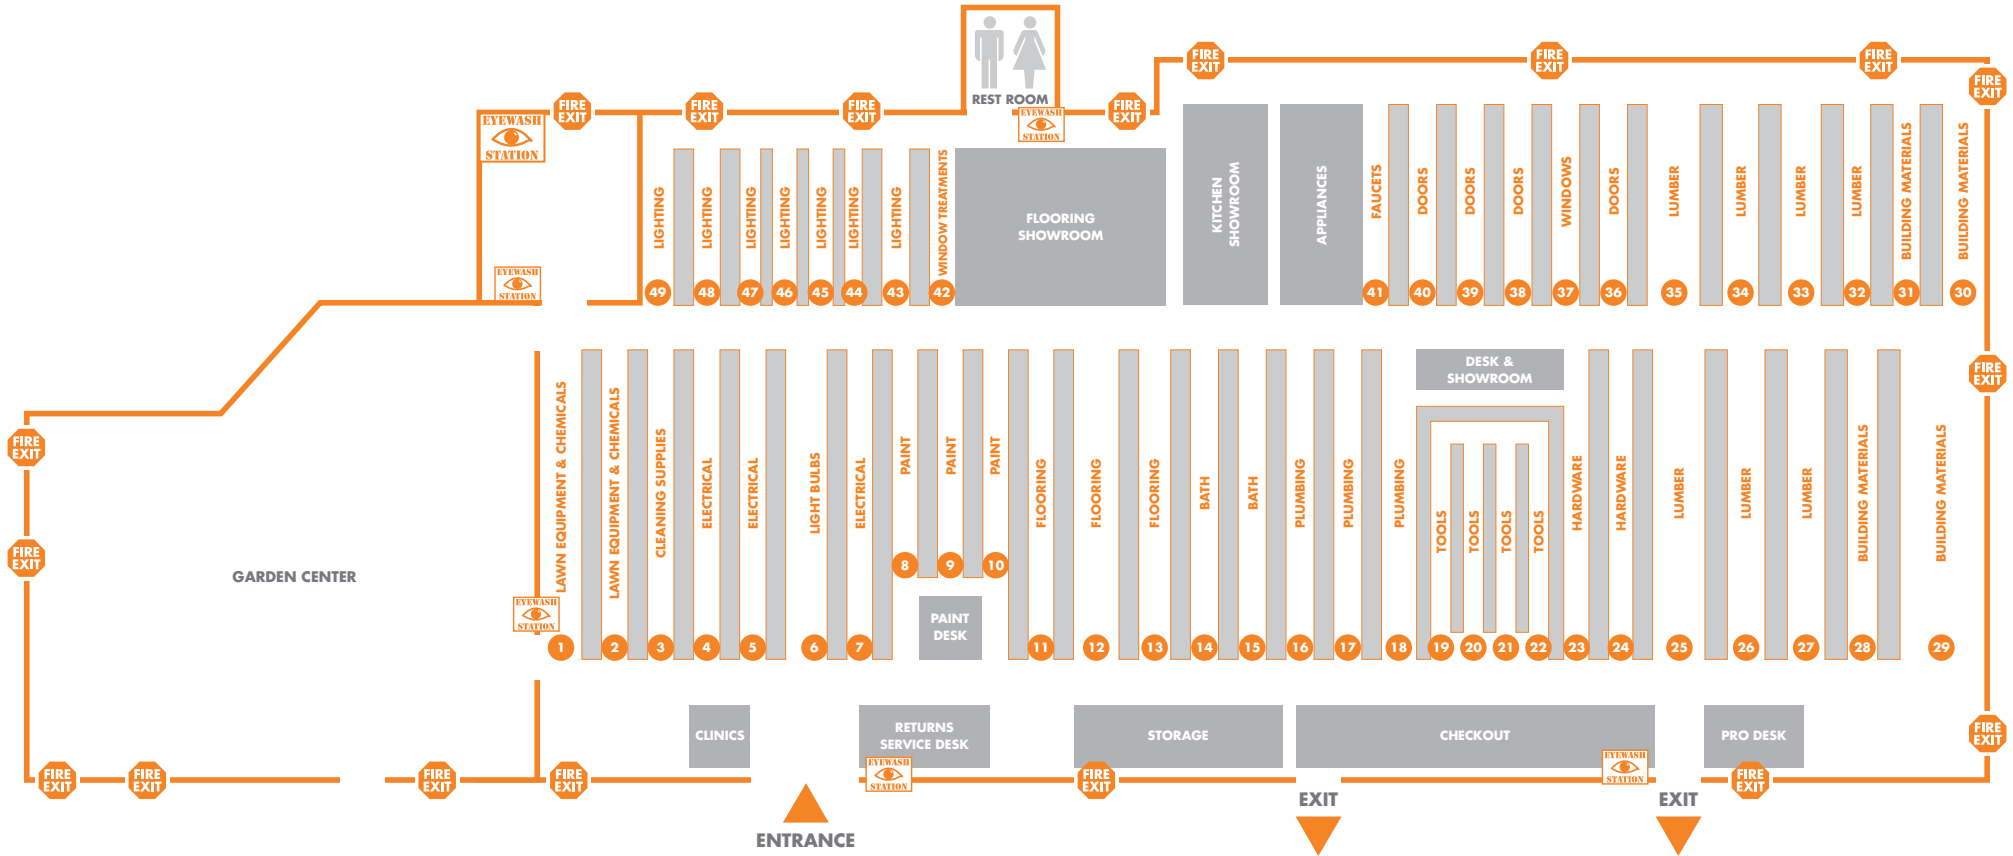 REST ROOM
FIRE
EXIT
FIRE
EXIT
FIRE
EXIT
FIRE
EXIT
FIRE
EXIT
FIRE
EXIT
FIRE
EXIT
FIRE
EXIT
EYEWASH
STATION
EYEWASH
STATION
EYEWASH
STATION
LIGHTING
49
LIGHTING
48
LIGHTING
47
LIGHTING
46
LIGHTING
45
LIGHTING
44
LIGHTING
43
WINDOW TREATMENTS
42
FLOORING
SHOWROOM
KITCHEN
SHOWROOM
APPLIANCES
FAUCETS
41
DOORS
40
DOORS
39
DOORS
38
WINDOWS
37
DOORS
36
LUMBER
35
LUMBER
34
LUMBER
33
LUMBER
32
BUILDING MATERIALS
31
BUILDING MATERIALS
30
FIRE
EXIT
FIRE
EXIT
FIRE
EXIT
GARDEN CENTER
EYEWASH
STATION
LAWN EQUIPMENT & CHEMICALS
1
LAWN EQUIPMENT & CHEMICALS
2
CLEANING SUPPLIES
3
ELECTRICAL
4
ELECTRICAL
5
LIGHT BULBS
6
ELECTRICAL
7
PAINT
8
PAINT
9
PAINT
10
PAINT
DESK
FLOORING
11
FLOORING
12
FLOORING
13
BATH
14
BATH
15
PLUMBING
16
PLUMBING
17
PLUMBING
18
DESK &
SHOWROOM
TOOLS
19
TOOLS
20
TOOLS
21
TOOLS
22
HARDWARE
23
HARDWARE
24
LUMBER
25
LUMBER
26
LUMBER
27
BUILDING MATERIALS
28
BUILDING MATERIALS
29
CLINICS
RETURNS
SERVICE DESK
STORAGE
CHECKOUT
PRO DESK
FIRE
EXIT
EYEWASH
STATION
EYEWASH
STATION
FIRE
EXIT
FIRE
EXIT
FIRE
EXIT
FIRE
EXIT
FIRE
EXIT
FIRE
EXIT
ENTRANCE
EXIT
EXIT